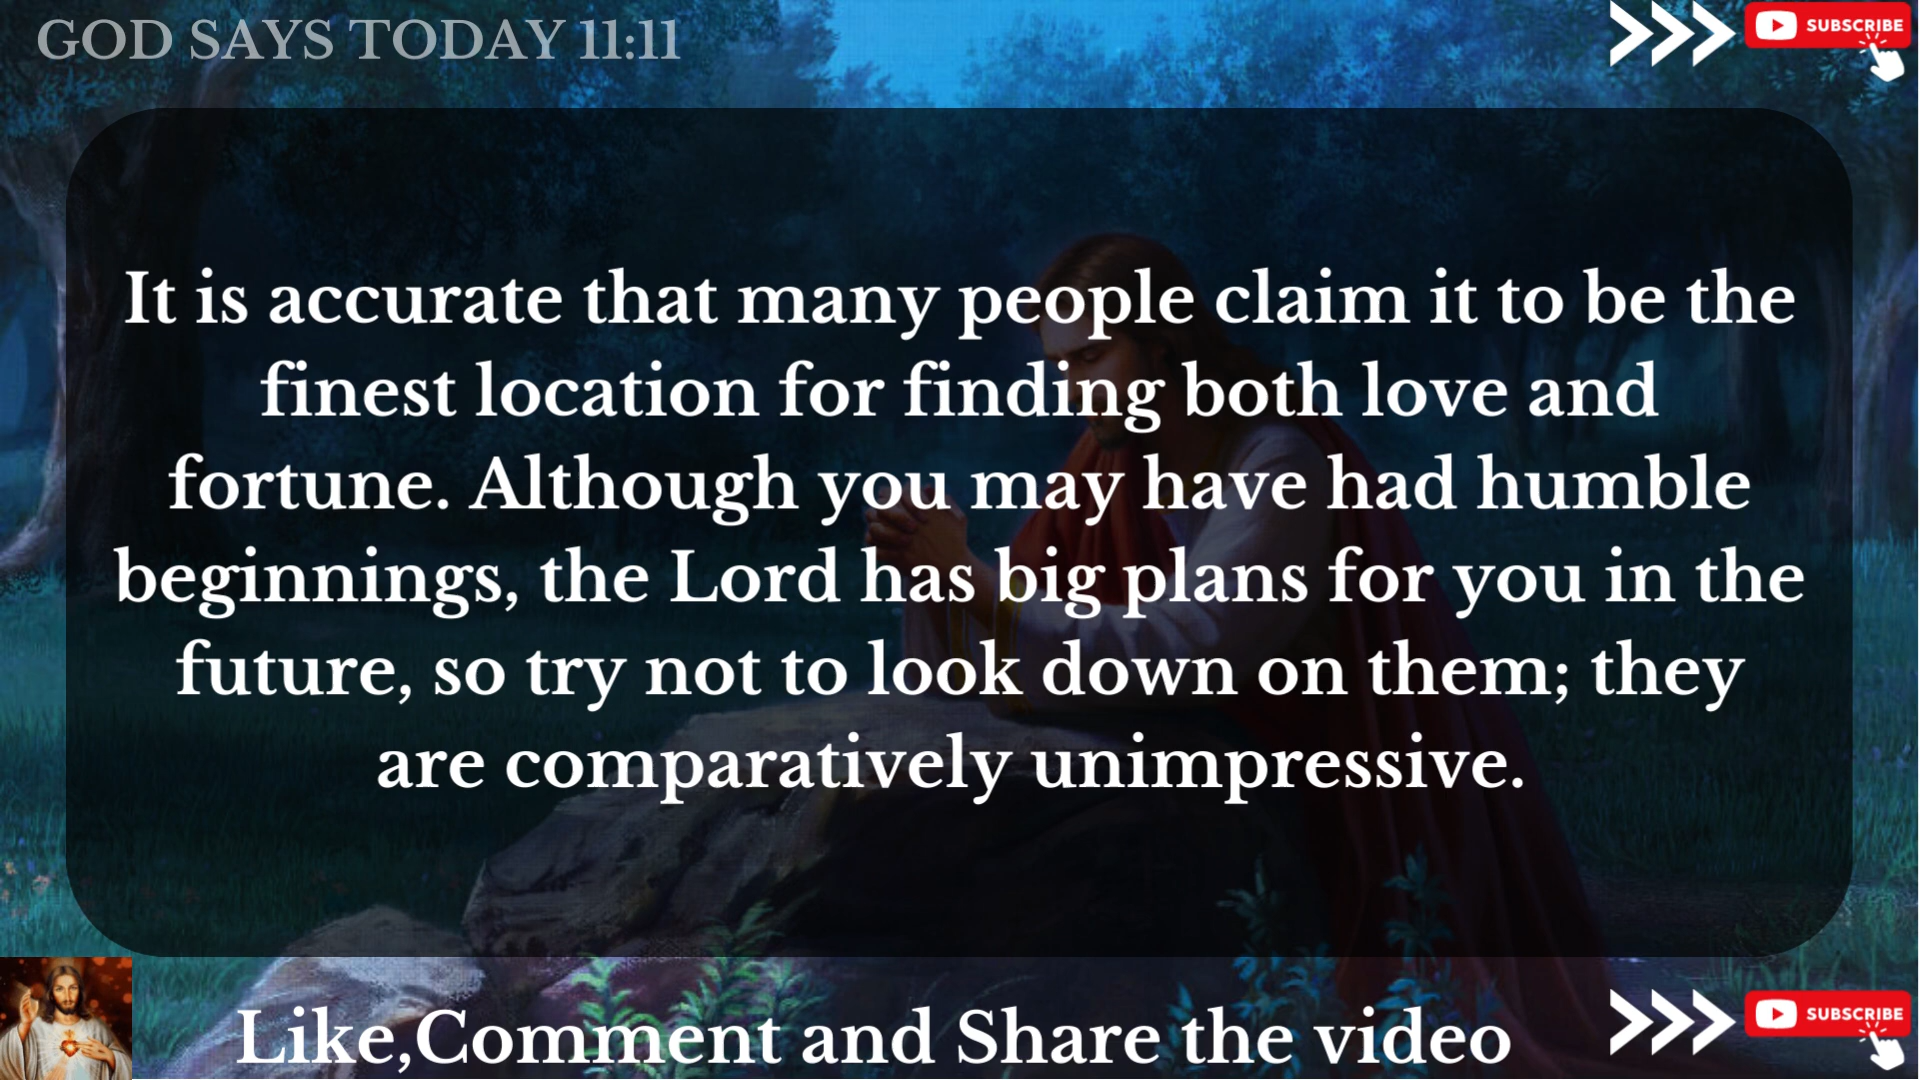 GOD SAYS TODAY 11:11
SUBSCRIBE
It is accurate that many people claim it to be the
finest location for finding both love and
fortune. Although you may have had humble
beginnings, the Lord has big plans for you in the
future, so try not to look down on them; they
are comparatively unimpressive.
Like,Comment and Share the video
SUBSCRIBE